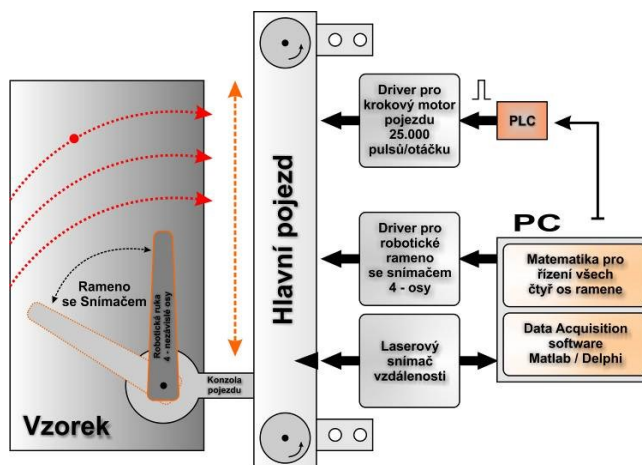 Vzorek
Rameno
se Snímačem
Robotická ruka
4 - nezávislé osy
Konzola
pojezdu
Hlavní pojezd
Driver pro
krokový motor
pojezdu
25.000
pulsů/otáčku
PLC
Driver pro
robotické
rameno
se snímačem
4 - osy
PC
Matematika pro
řízení všech
čtyř os ramene
Laserový
snímač
vzdálenosti
Data Acquisition
software
Matlab / Delphi